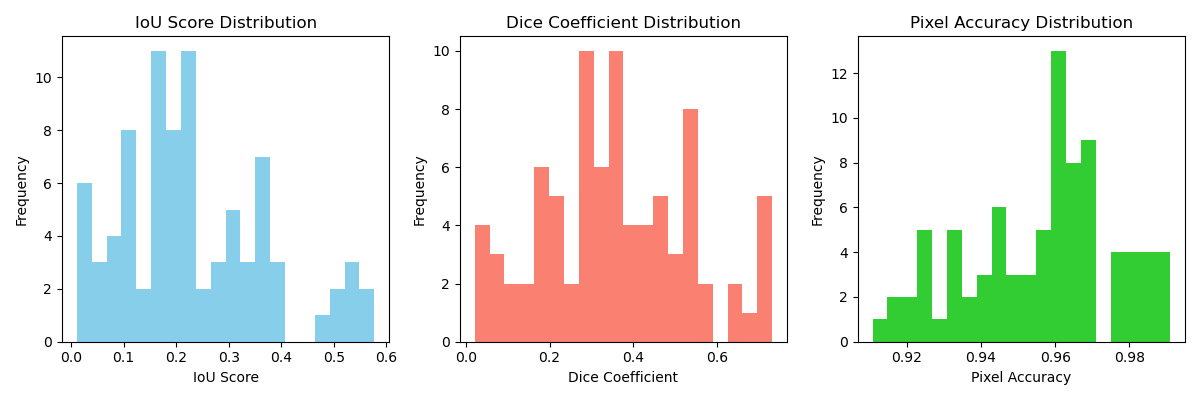 IoU Score Distribution
10
8
6
4
2
0
Frequency
0.0 0.1 0.2 0.3 0.4 0.5 0.6
IoU Score
Dice Coefficient Distribution
10
8
6
4
2
0
Frequency
0.0 0.2 0.4 0.6
Dice Coefficient
Pixel Accuracy Distribution
12
10
8
6
4
2
0
Frequency
0.92 0.94 0.96 0.98
Pixel Accuracy